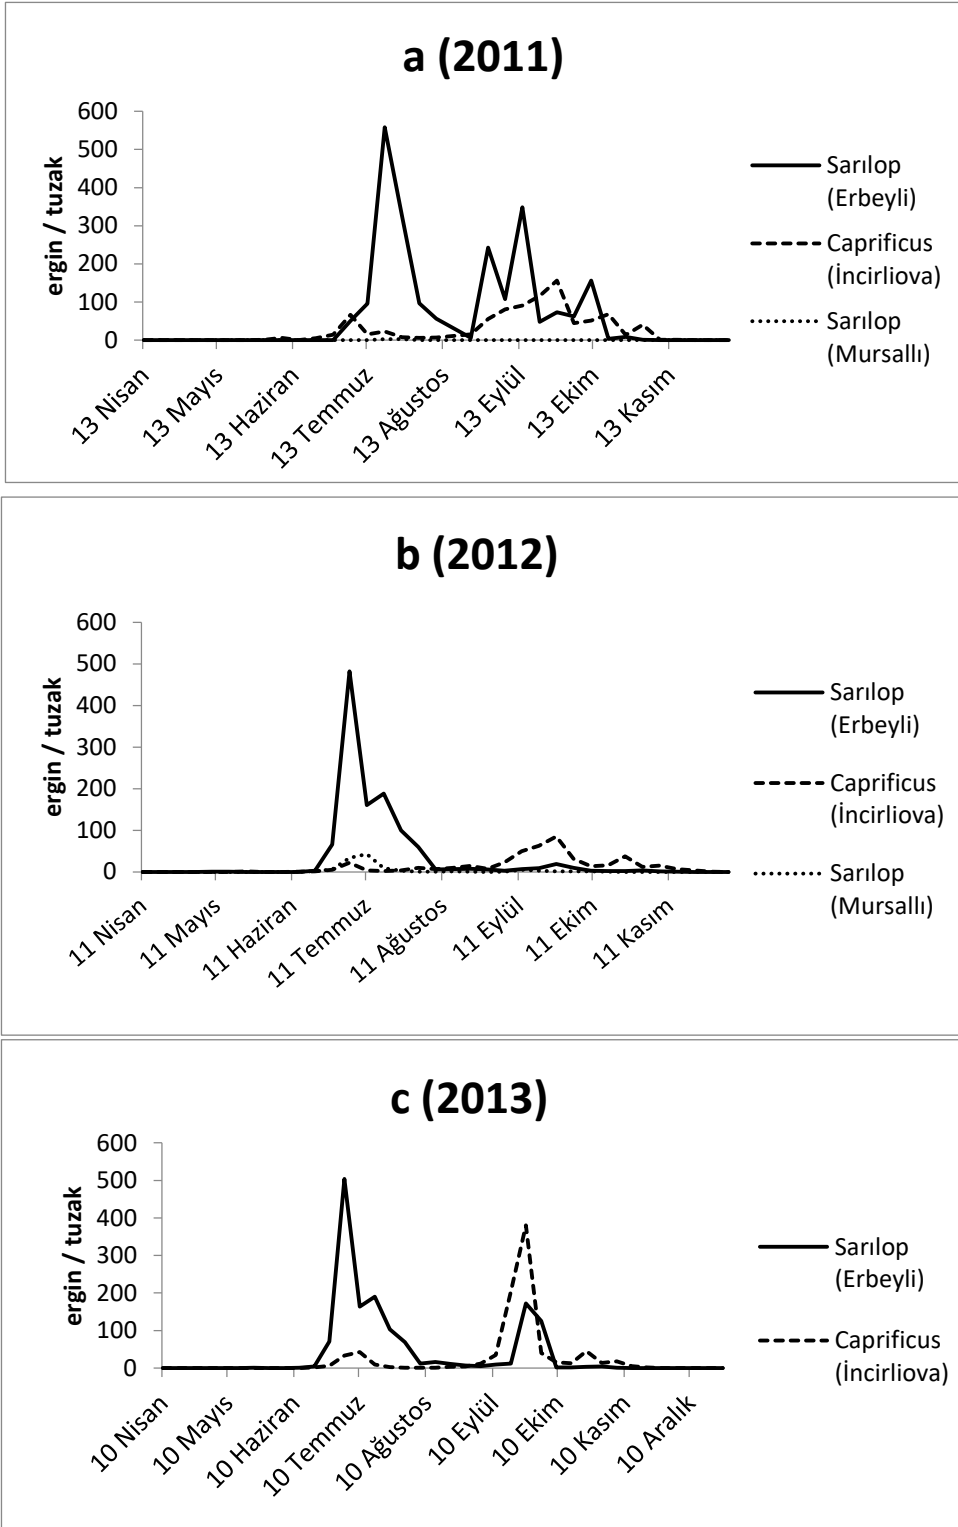 a (2011)
ergin / tuzak
600
500
400
300
200
100
0
13 Nisan
13 Mayıs
13 Haziran
13 Temmuz
13 Ağustos
13 Eylül
13 Ekim
13 Kasım
Sarılop
(Erbeyli)
Caprificus
(İncirliova)
Sarılop
(Mursallı)
b (2012)
ergin / tuzak
600
500
400
300
200
100
0
11 Nisan
11 Mayıs
11 Haziran
11 Temmuz
11 Ağustos
11 Eylül
11 Ekim
11 Kasım
Sarılop
(Erbeyli)
Caprificus
(İncirliova)
Sarılop
(Mursallı)
c (2013)
ergin / tuzak
600
500
400
300
200
100
0
10 Nisan
10 Mayıs
10 Haziran
10 Temmuz
10 Ağustos
10 Eylül
10 Ekim
10 Kasım
10 Aralık
Sarılop
(Erbeyli)
Caprificus
(İncirliova)